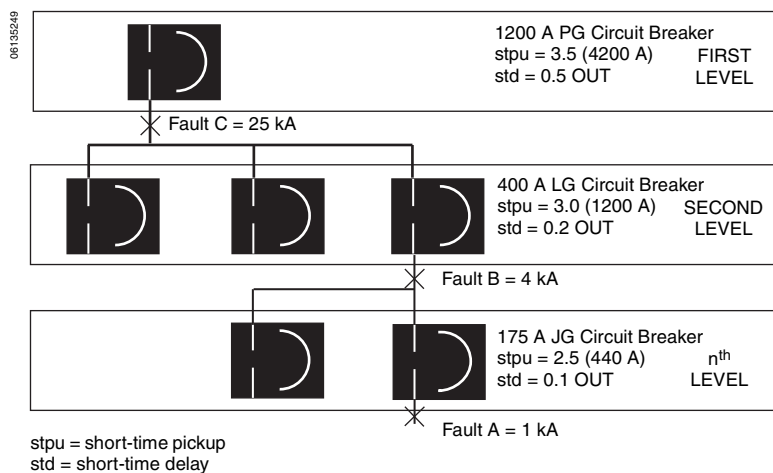 06135249
1200 A PG Circuit Breaker
stpu = 3.5 (4200 A) FIRST
std = 0.5 OUT LEVEL
Fault C = 25 kA
400 A LG Circuit Breaker
stpu = 3.0 (1200 A) SECOND
std = 0.2 OUT LEVEL
Fault B = 4 kA
175 A JG Circuit Breaker
stpu = 2.5 (440 A) nth
std = 0.1 OUT LEVEL
Fault A = 1 kA
stpu = short-time pickup
std = short-time delay